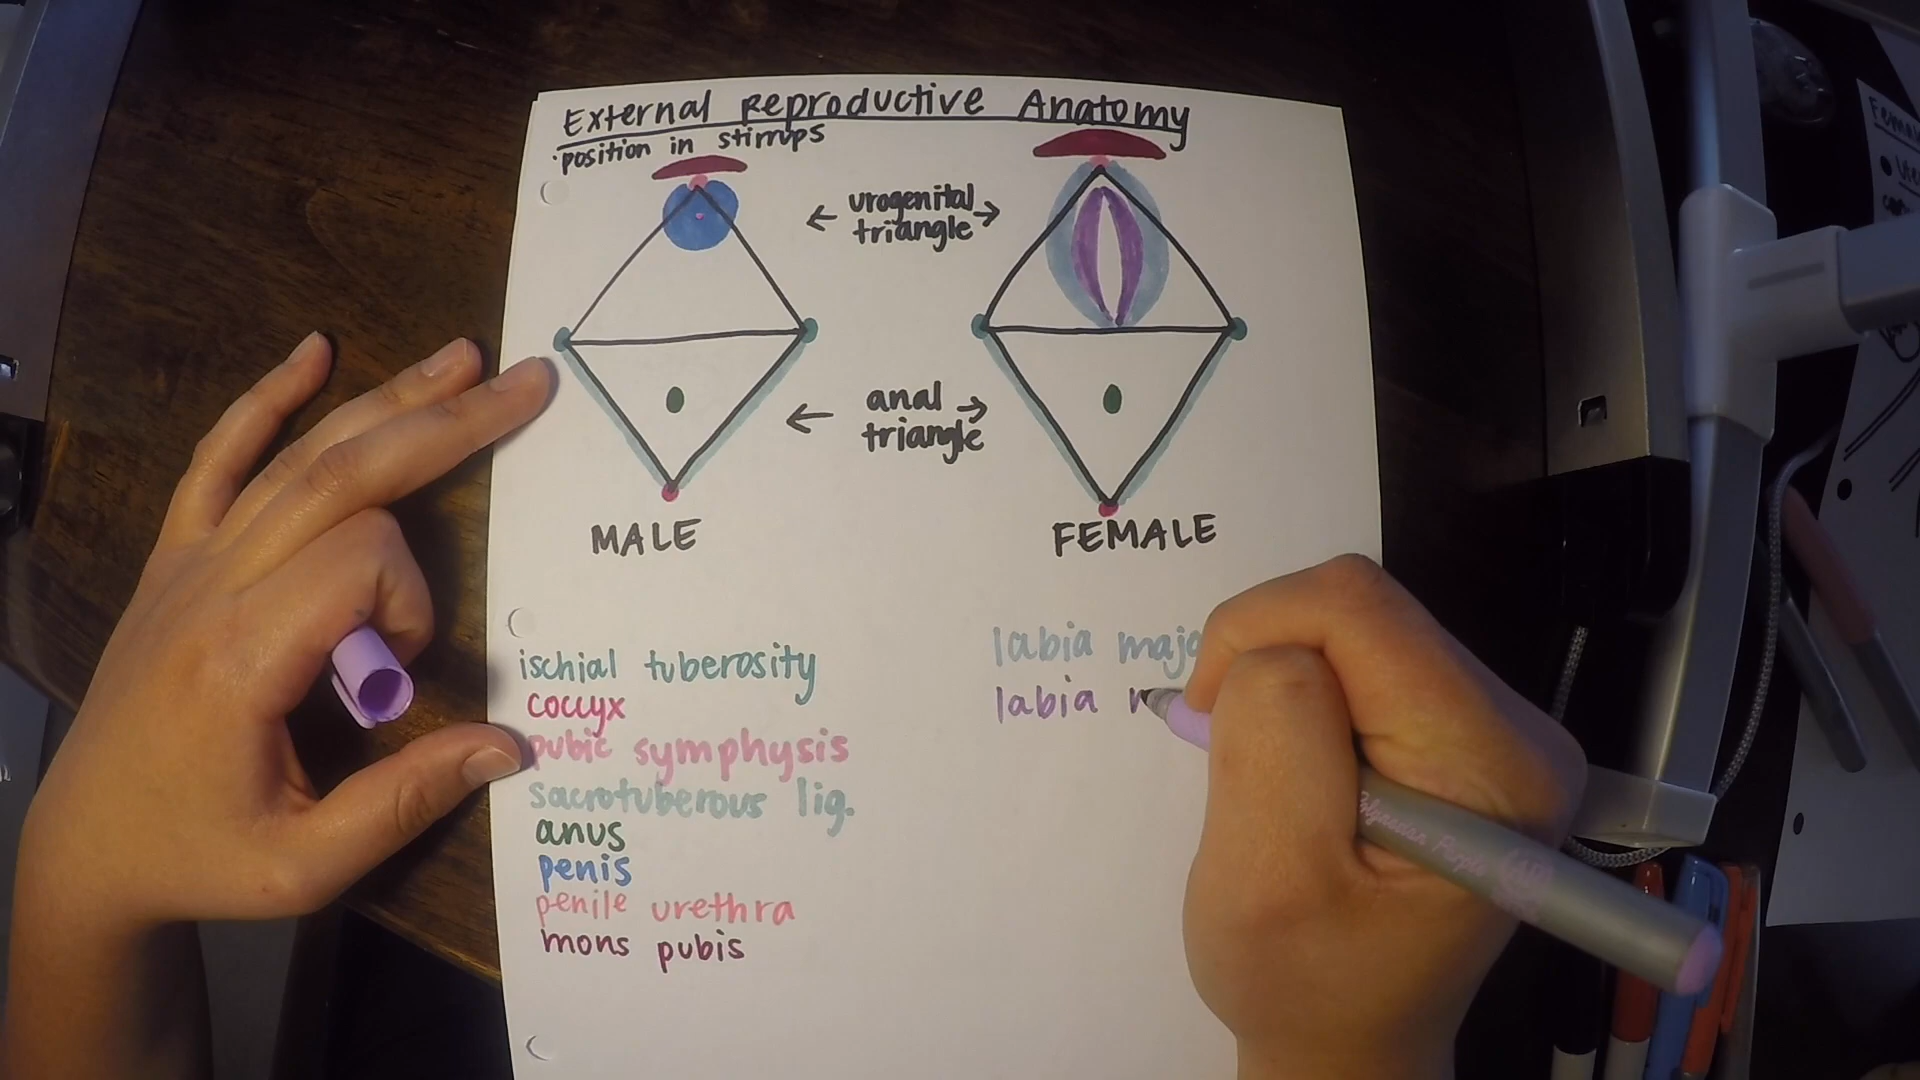 External Reproductive Anatomy
·position in stirrups
← urogenital →
triangle
← anal →
triangle
MALE
FEMALE
ischial tuberosity
coccyx
pubic symphysis
sacrotuberous lig.
anus
penis
penile urethra
mons pubis
labia majo
labia